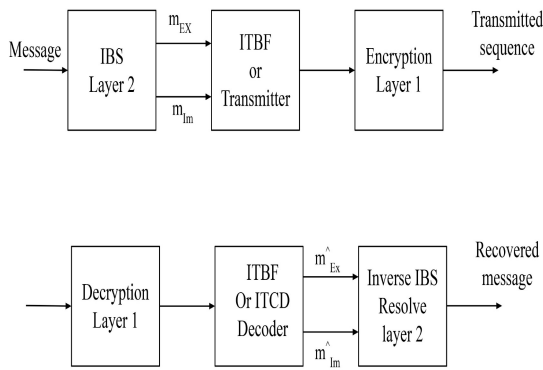 Message
IBS
Layer 2
m_EX
m_Im
ITBF
or
Transmitter
Encryption
Layer 1
Transmitted
sequence
Decryption
Layer 1
ITBF
Or ITCD
Decoder
m^_Ex
m^_Im
Inverse IBS
Resolve
layer 2
Recovered
message